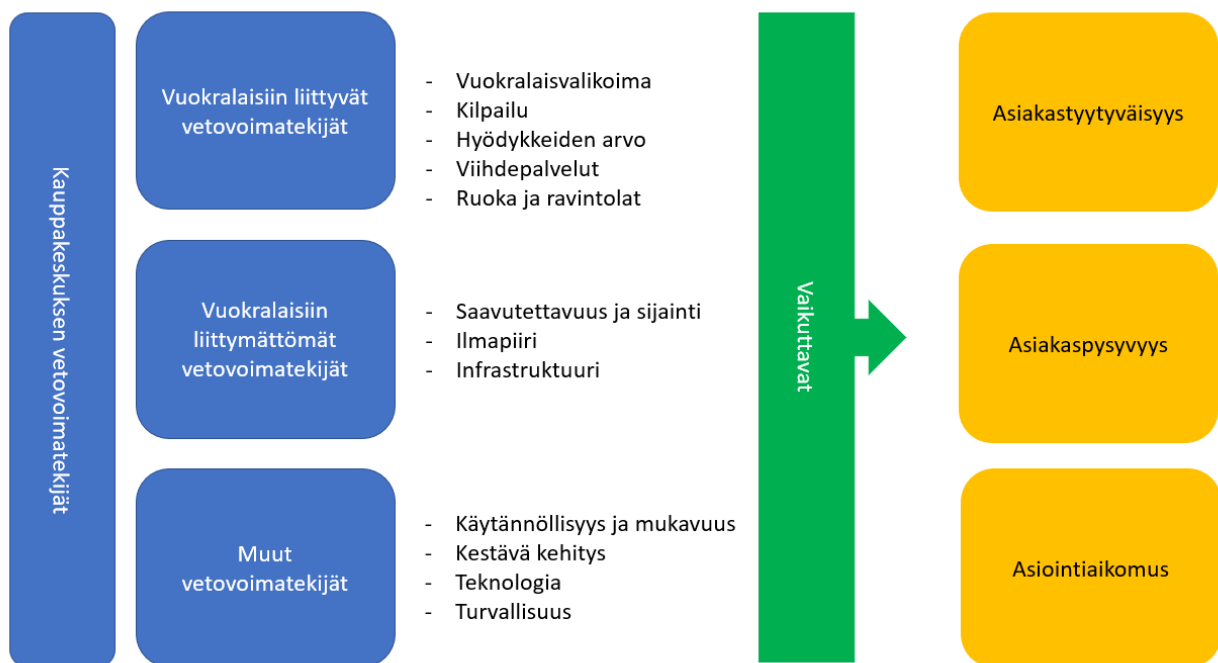 Kauppakeskuksen vetovoimatekijät
Vuokralaisiin liittyvät
vetovoimatekijät
- Vuokralaisvalikoima
- Kilpailu
- Hyödykkeiden arvo
- Viihdepalvelut
- Ruoka ja ravintolat
Vuokralaisiin
liittymättömät
vetovoimatekijät
- Saavutettavuus ja sijainti
- Ilmapiiri
- Infrastruktuuri
Muut
vetovoimatekijät
- Käytännöllisyys ja mukavuus
- Kestävä kehitys
- Teknologia
- Turvallisuus
Vaikuttavat
Asiakastyytyväisyys
Asiakaspysyvyys
Asiointiaikomus